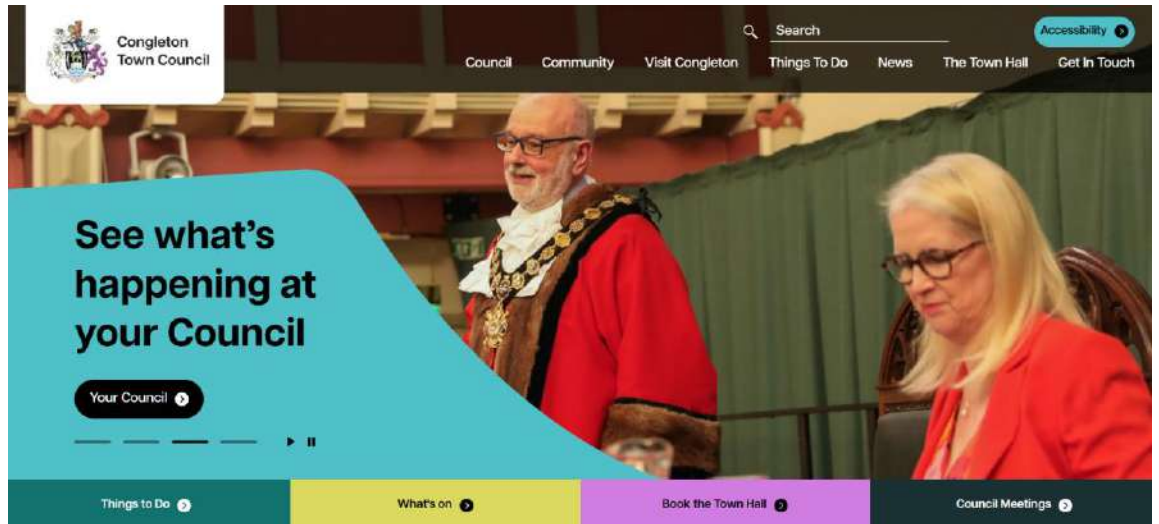 Congleton
Town Council
Search
Accessibility
Council
Community
Visit Congleton
Things To Do
News
The Town Hall
Get In Touch
See what's
happening at
your Council
Your Council
Things to Do
What's on
Book the Town Hall
Council Meetings